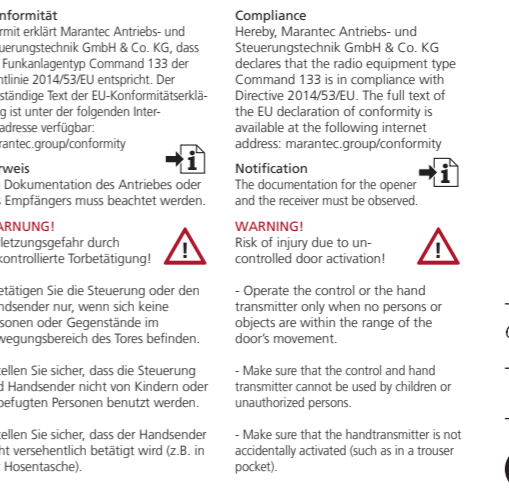 nformität
rmit erklärt Marantec Antriebs- und
uerungstechnik GmbH & Co. KG, dass
Funkanlagentyp Command 133 der
htlinie 2014/53/EU entspricht. Der
ständige Text der EU-Konformitätserklä-
g ist unter der folgenden Inter-
adresse verfügbar:
rantec.group/conformity
rweis
Dokumentation des Antriebes oder
s Empfängers muss beachtet werden.
ARNUNG!
letzungsgefahr durch
kontrollierte Torbetätigung!
etätigen Sie die Steuerung oder den
ndsender nur, wenn sich keine
sonen oder Gegenstände im
wegungsbereich des Tores befinden.
tellen Sie sicher, dass die Steuerung
d Handsender nicht von Kindern oder
befugten Personen benutzt werden.
tellen Sie sicher, dass der Handsender
ht versehentlich betätigt wird (z.B. in
Hosentasche).
Compliance
Hereby, Marantec Antriebs- und
Steuerungstechnik GmbH & Co. KG
declares that the radio equipment type
Command 133 is in compliance with
Directive 2014/53/EU. The full text of
the EU declaration of conformity is
available at the following internet
address: marantec.group/conformity
Notification
The documentation for the opener
and the receiver must be observed.
WARNING!
Risk of injury due to un-
controlled door activation!
- Operate the control or the hand
transmitter only when no persons or
objects are within the range of the
door's movement.
- Make sure that the control and hand
transmitter cannot be used by children or
unauthorized persons.
- Make sure that the handtransmitter is not
accidentally activated (such as in a trouser
pocket).